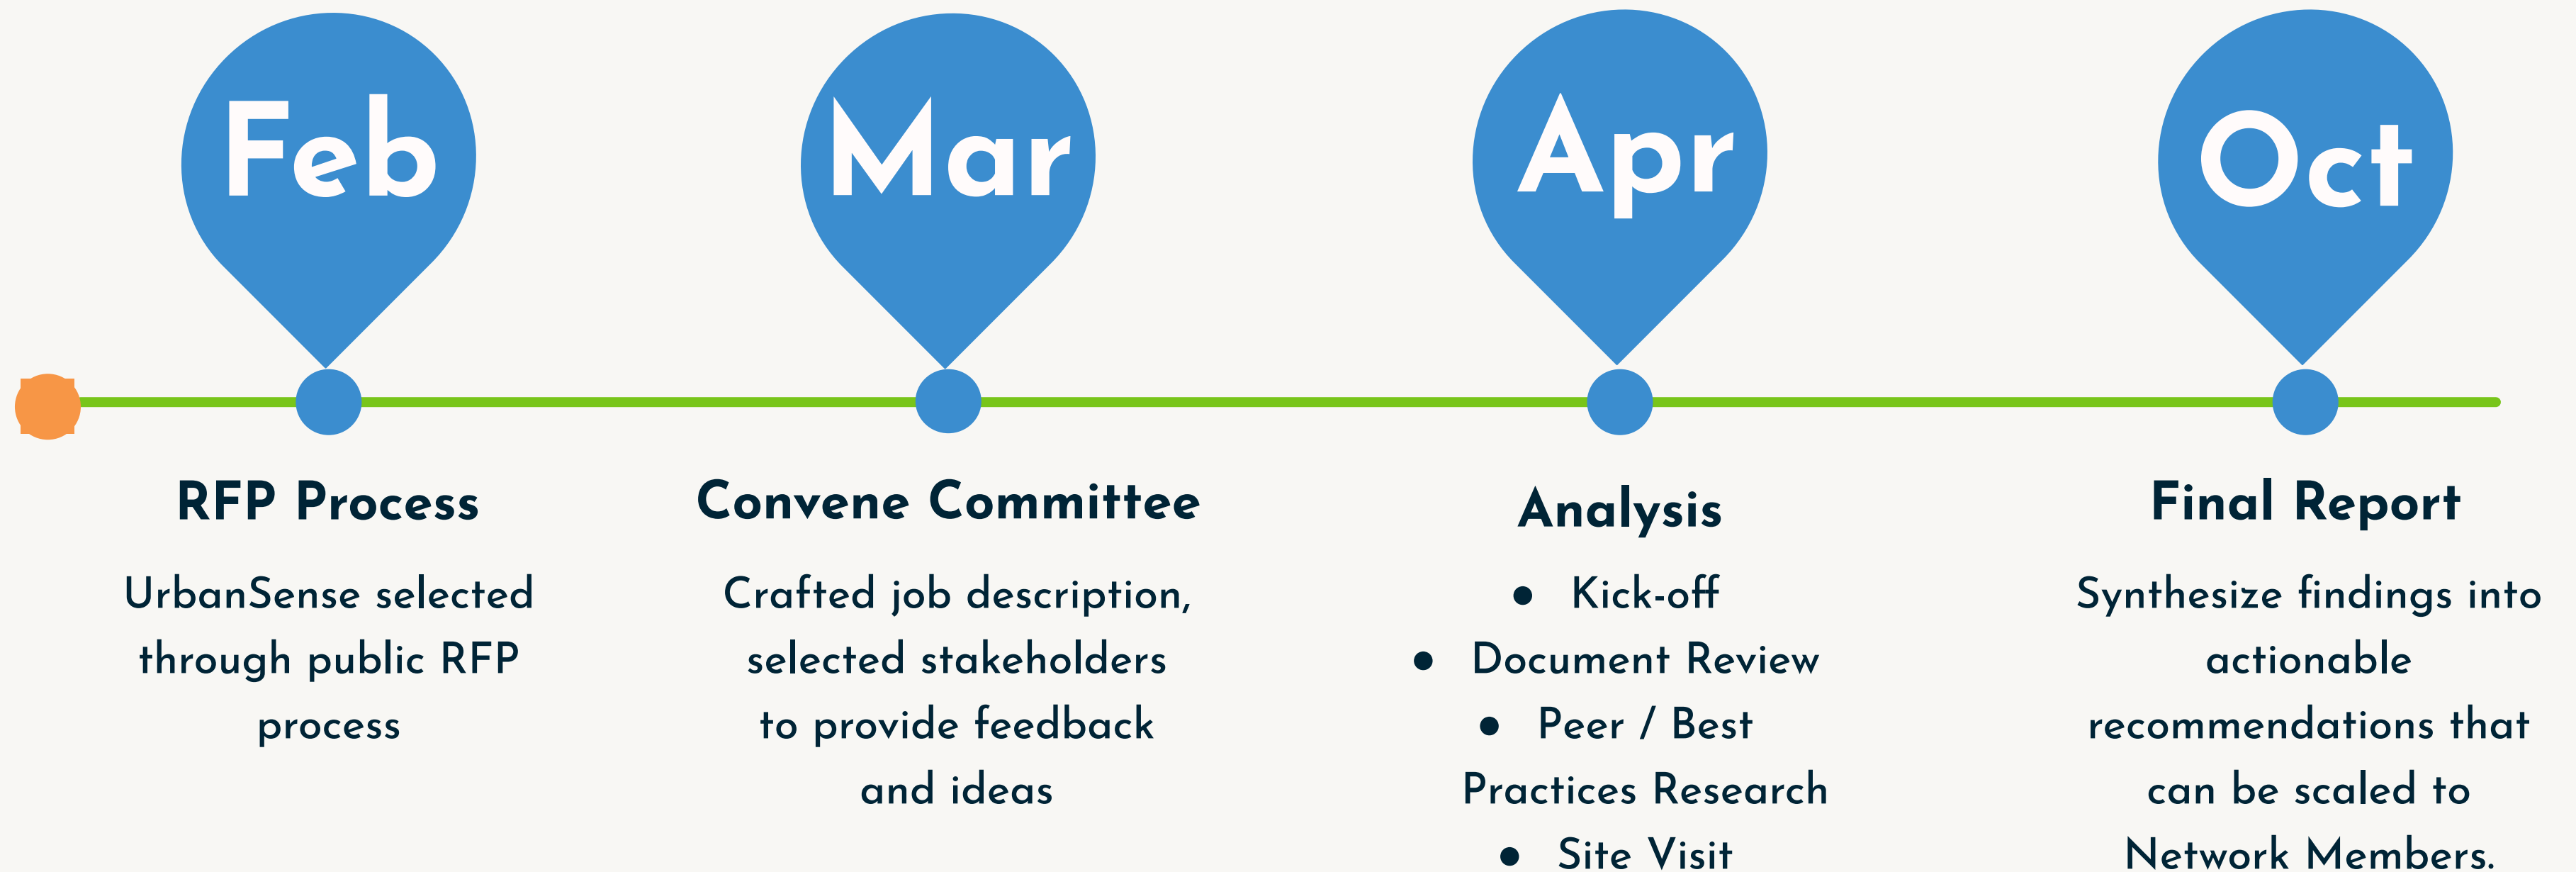 Feb
Mar
Apr
Oct
RFP Process
UrbanSense selected
through public RFP
process
Convene Committee
Crafted job description,
selected stakeholders
to provide feedback
and ideas
Analysis
• Kick-off
• Document Review
• Peer / Best
Practices Research
• Site Visit
Final Report
Synthesize findings into
actionable
recommendations that
can be scaled to
Network Members.